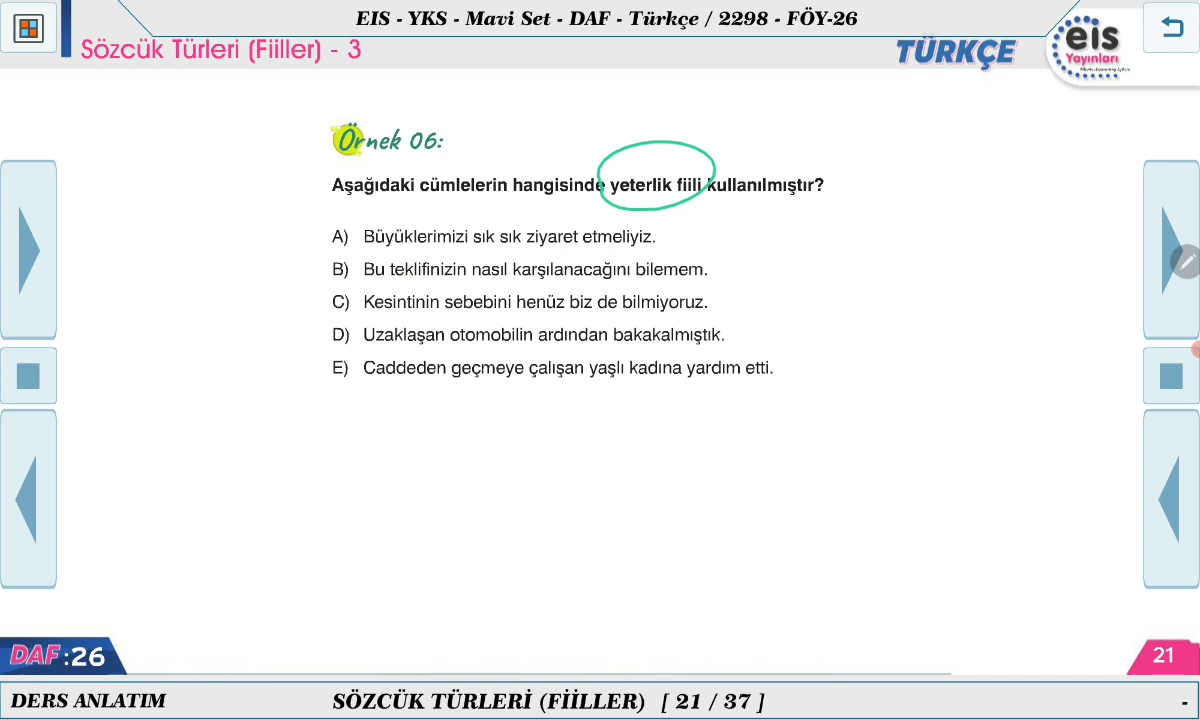 EIS - YKS - Mavi Set - DAF - Türkçe / 2298 - FÖY-26
Sözcük Türleri (Fiiller) - 3
TÜRKÇE
eis
Yayınları
Örnek 06:
Aşağıdaki cümlelerin hangisinde yeterlik fiili kullanılmıştır?
A) Büyüklerimizi sık sık ziyaret etmeliyiz.
B) Bu teklifinizin nasıl karşılanacağını bilemem.
C) Kesintinin sebebini henüz biz de bilmiyoruz.
D) Uzaklaşan otomobilin ardından bakakalmıştık.
E) Caddeden geçmeye çalışan yaşlı kadına yardım etti.
DAF:26
21
DERS ANLATIM
SÖZCÜK TÜRLERİ (FİİLLER) [ 21 / 37 ]
-